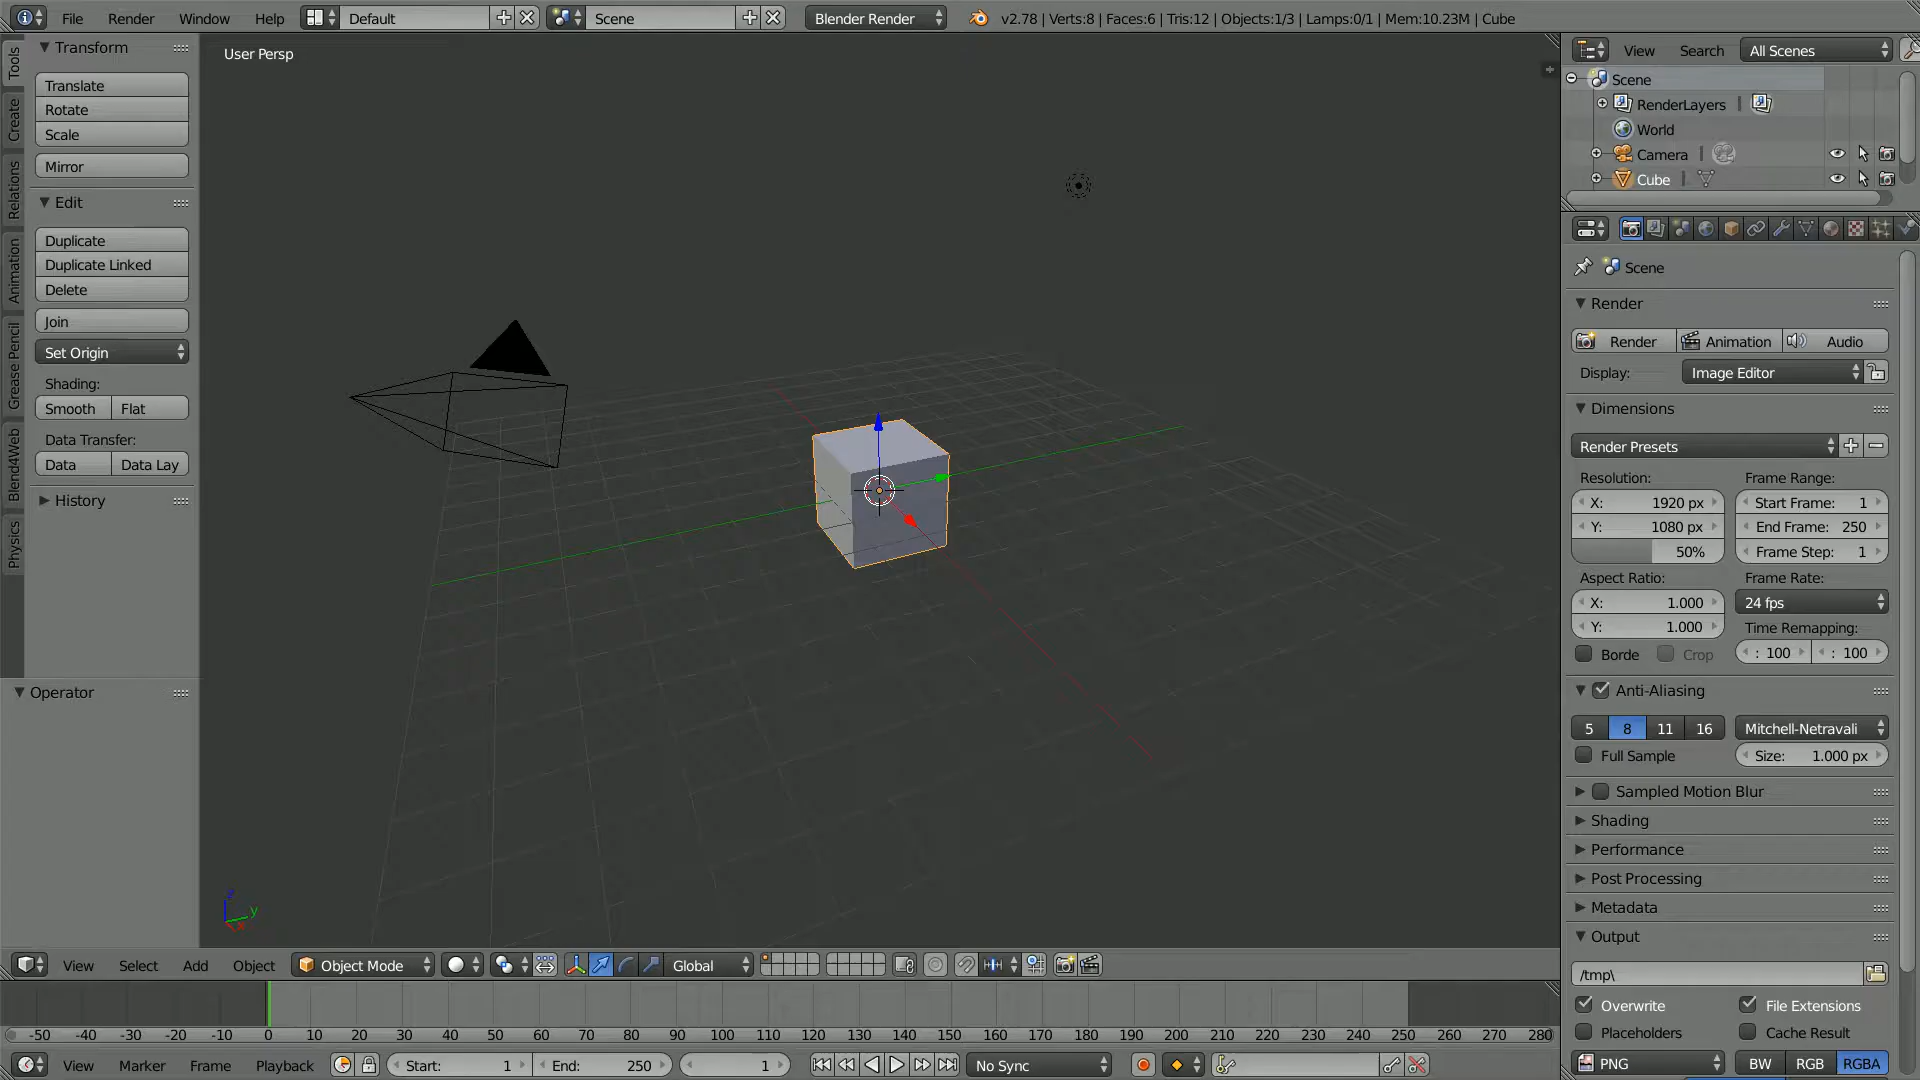 File Render Window Help Default Scene Blender Render v2.78 | Verts:8 | Faces:6 | Tris:12 | Objects:1/3 | Lamps:0/1 | Mem:10.23M | Cube
Tools
Create
Relations
Animation
Grease Pencil
Blend4Web
Physics
Transform
Translate
Rotate
Scale
Mirror
Edit
Duplicate
Duplicate Linked
Delete
Join
Set Origin
Shading:
Smooth Flat
Data Transfer:
Data Data Lay
History
Operator
User Persp
z
y
x
View Search All Scenes
Scene
RenderLayers
World
Camera
Cube
Scene
Render
Render Animation Audio
Display: Image Editor
Dimensions
Render Presets
Resolution: Frame Range:
X: 1920 px Start Frame: 1
Y: 1080 px End Frame: 250
50% Frame Step: 1
Aspect Ratio: Frame Rate:
X: 1.000 24 fps
Y: 1.000 Time Remapping:
Borde Crop : 100 : 100
Anti-Aliasing
5 8 11 16 Mitchell-Netravali
Full Sample Size: 1.000 px
Sampled Motion Blur
Shading
Performance
Post Processing
Metadata
Output
/tmp\
Overwrite File Extensions
Placeholders Cache Result
PNG BW RGB RGBA
View Select Add Object Object Mode Global
-50 -40 -30 -20 -10 0 10 20 30 40 50 60 70 80 90 100 110 120 130 140 150 160 170 180 190 200 210 220 230 240 250 260 270 280
View Marker Frame Playback Start: 1 End: 250 1 No Sync